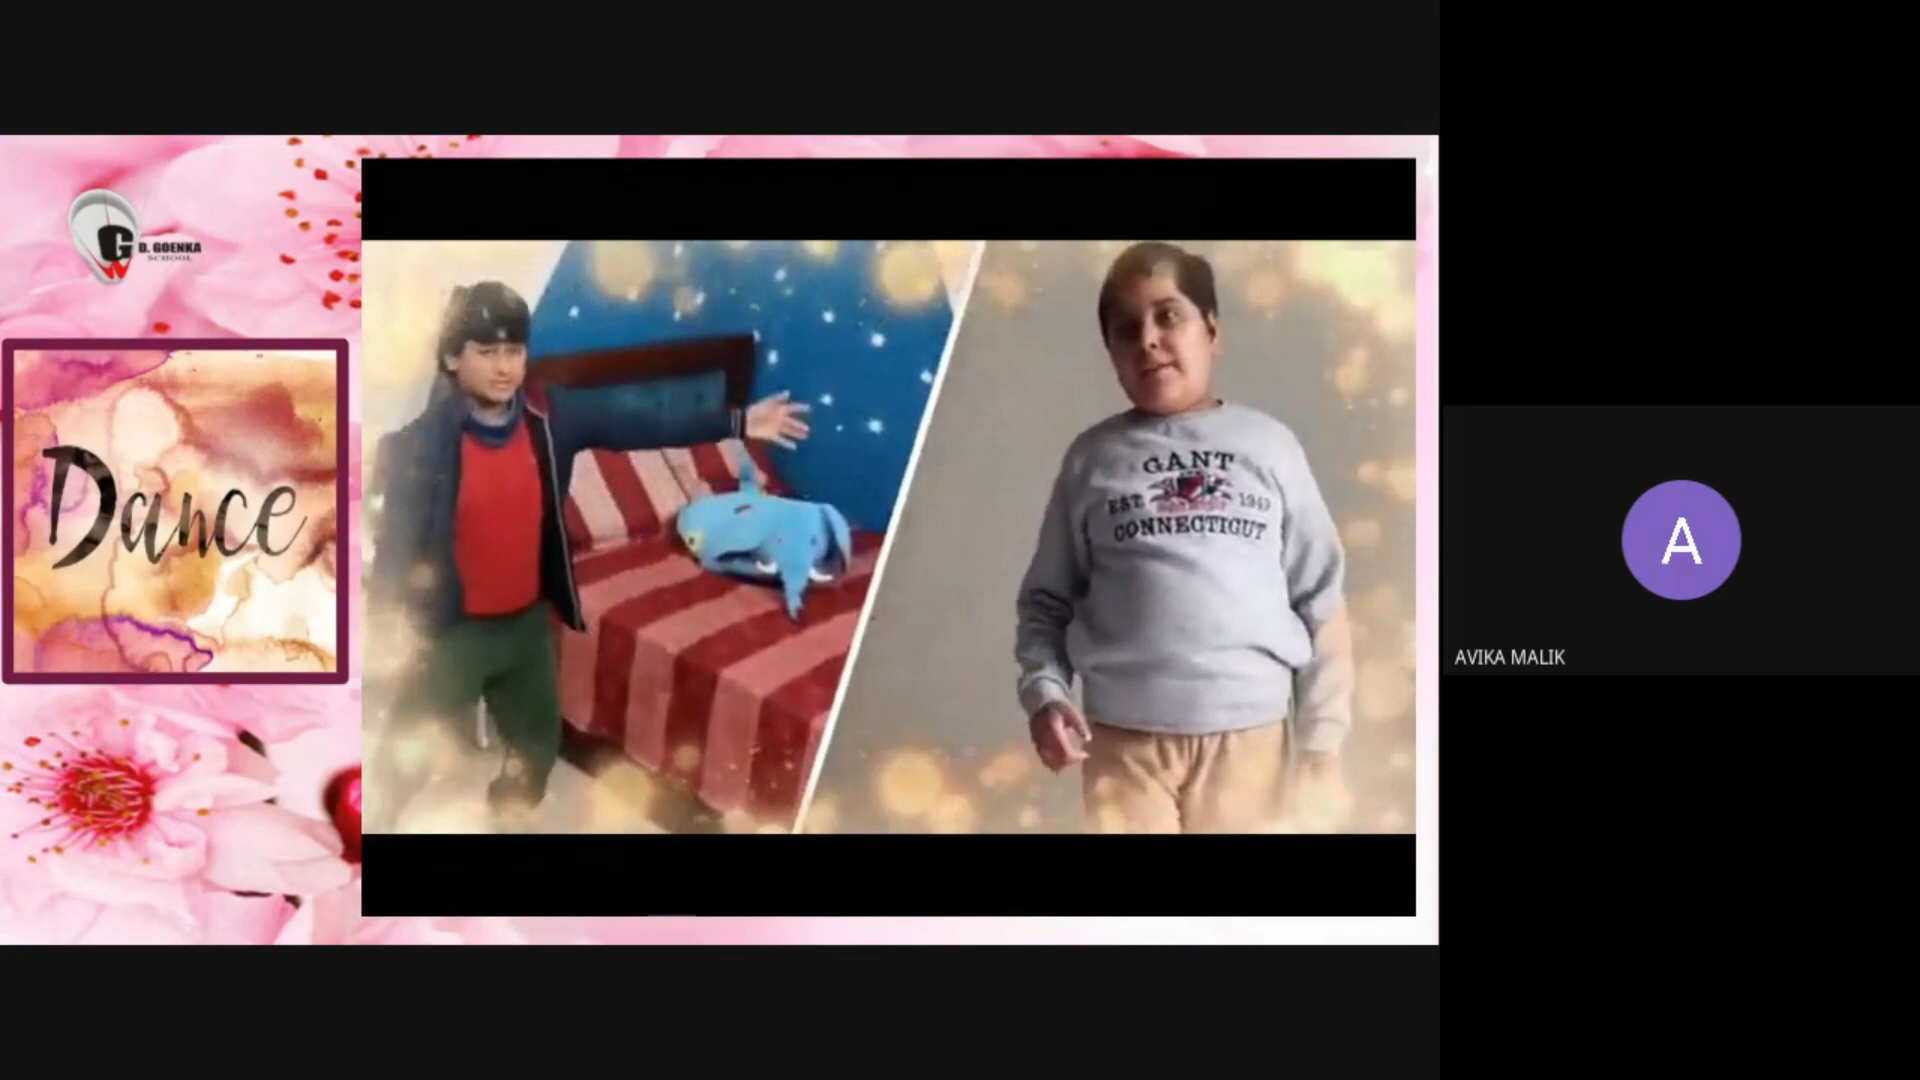 G
D. GOENKA
SCHOOL
W
Dance
GANT
EST 1949
CONNECTICUT
A
AVIKA MALIK